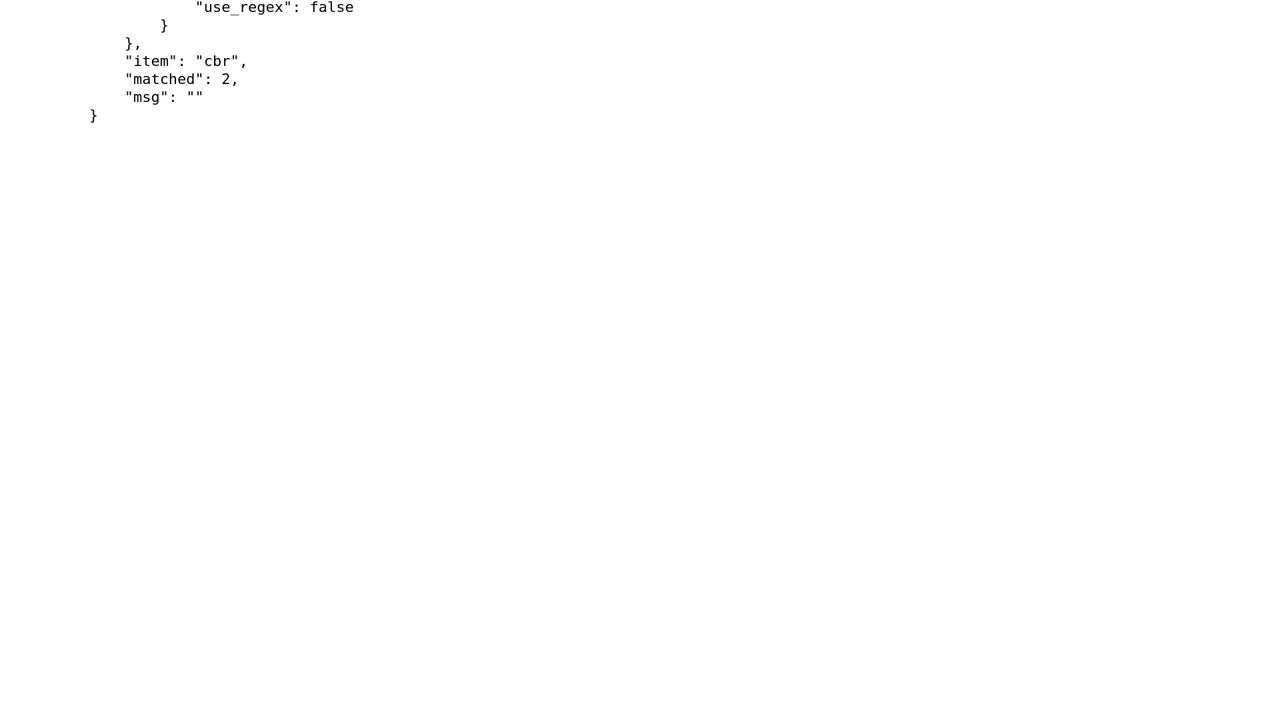 "use_regex": false
}
},
"item": "cbr",
"matched": 2,
"msg": ""
}